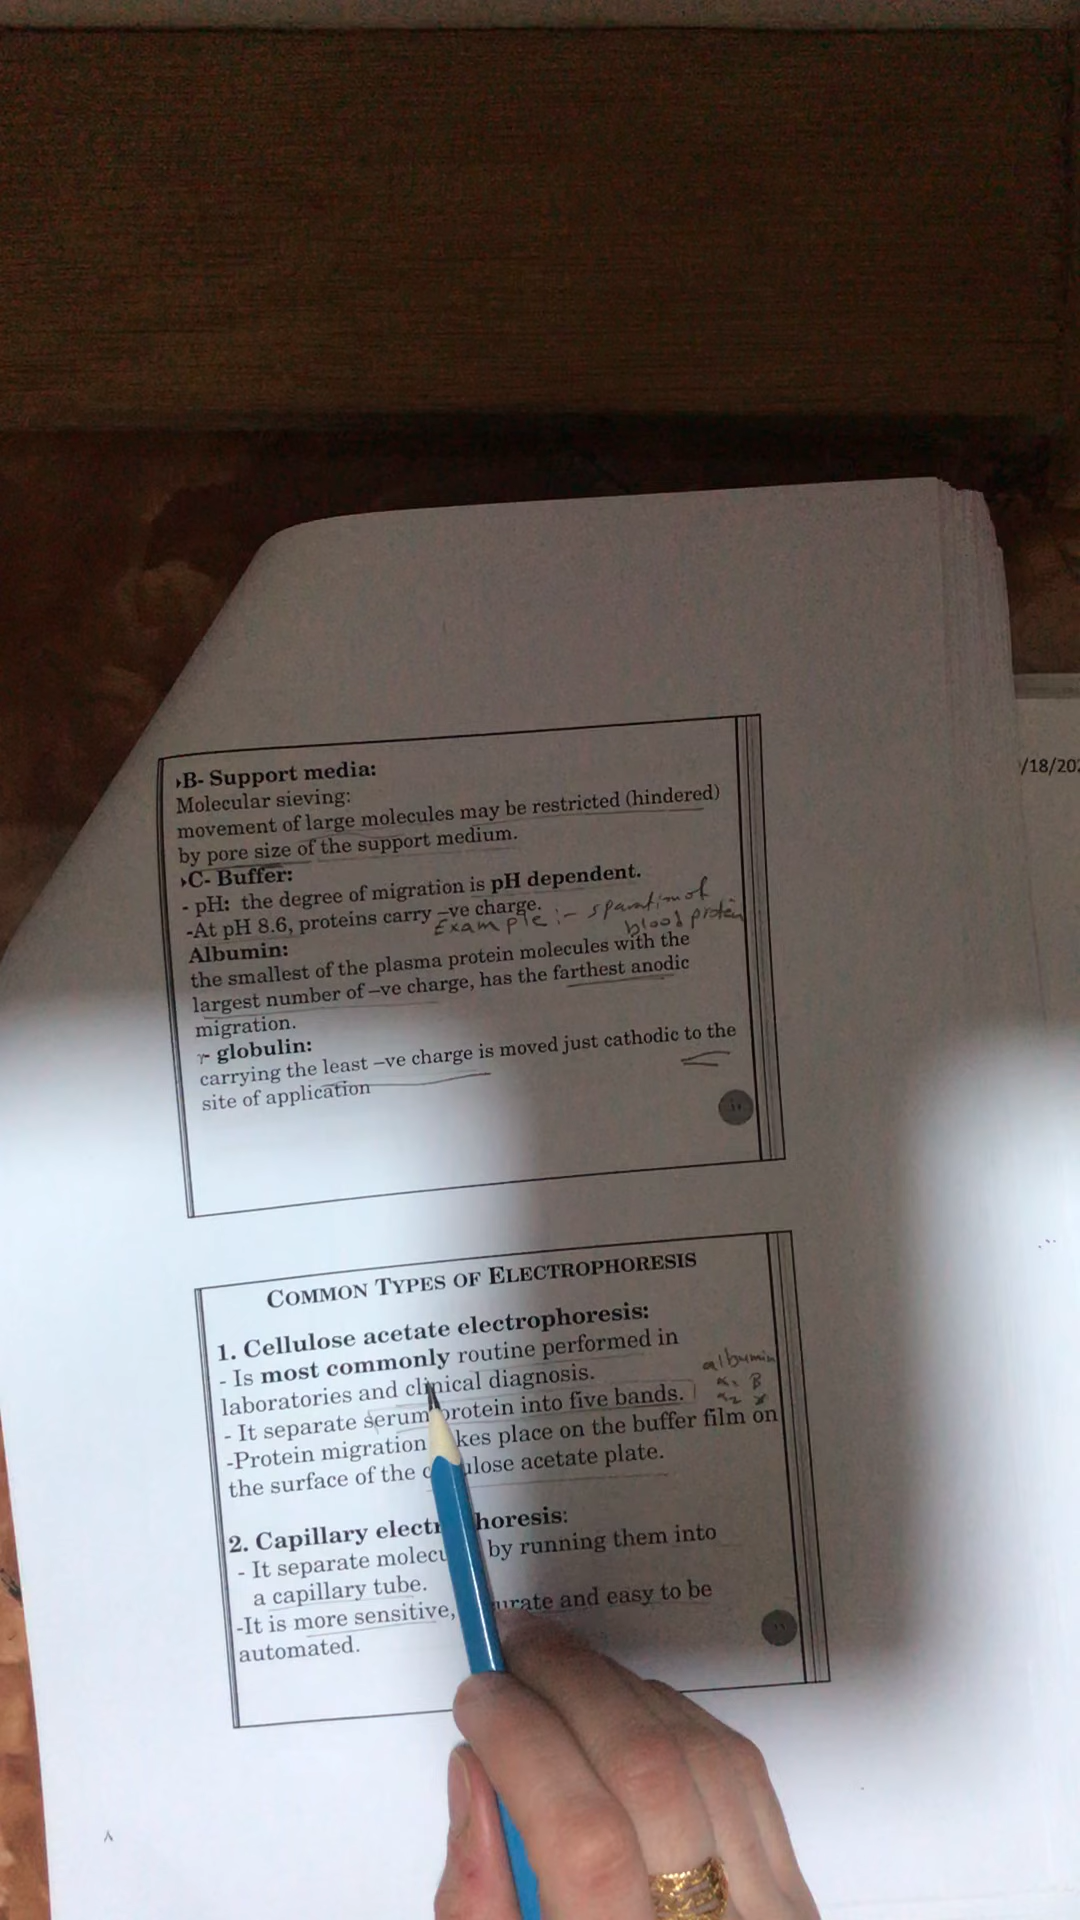 B- Support media:
Molecular sieving:
movement of large molecules may be restricted (hindered)
by pore size of the support medium.
C- Buffer:
- pH: the degree of migration is pH dependent.
-At pH 8.6, proteins carry –ve charge.
Example :- sparation of
blood protein
Albumin:
the smallest of the plasma protein molecules with the
largest number of –ve charge, has the farthest anodic
migration.
γ- globulin:
carrying the least –ve charge is moved just cathodic to the
site of application
/18/202
COMMON TYPES OF ELECTROPHORESIS
1. Cellulose acetate electrophoresis:
- Is most commonly routine performed in
laboratories and clinical diagnosis.
- It separate serum protein into five bands.
albumin
α1 β
α2 γ
-Protein migration kes place on the buffer film on
the surface of the c ulose acetate plate.
2. Capillary electr horesis:
- It separate molecu by running them into
a capillary tube.
-It is more sensitive, urate and easy to be
automated.
٨